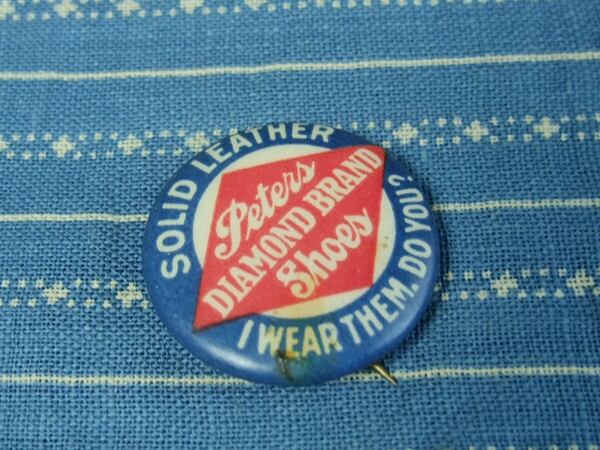 SOLID LEATHER
Peters
DIAMOND BRAND
Shoes
I WEAR THEM. DO YOU?